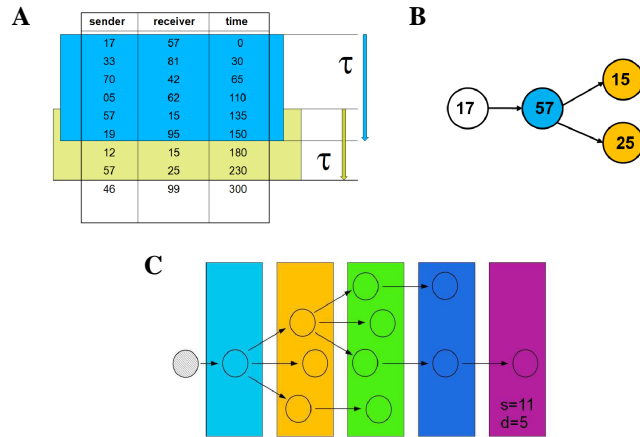 A
sender receiver time
17 57 0
33 81 30
70 42 65
05 62 110
57 15 135
19 95 150
12 15 180
57 25 230
46 99 300
τ
τ
B
17
57
15
25
C
s=11
d=5